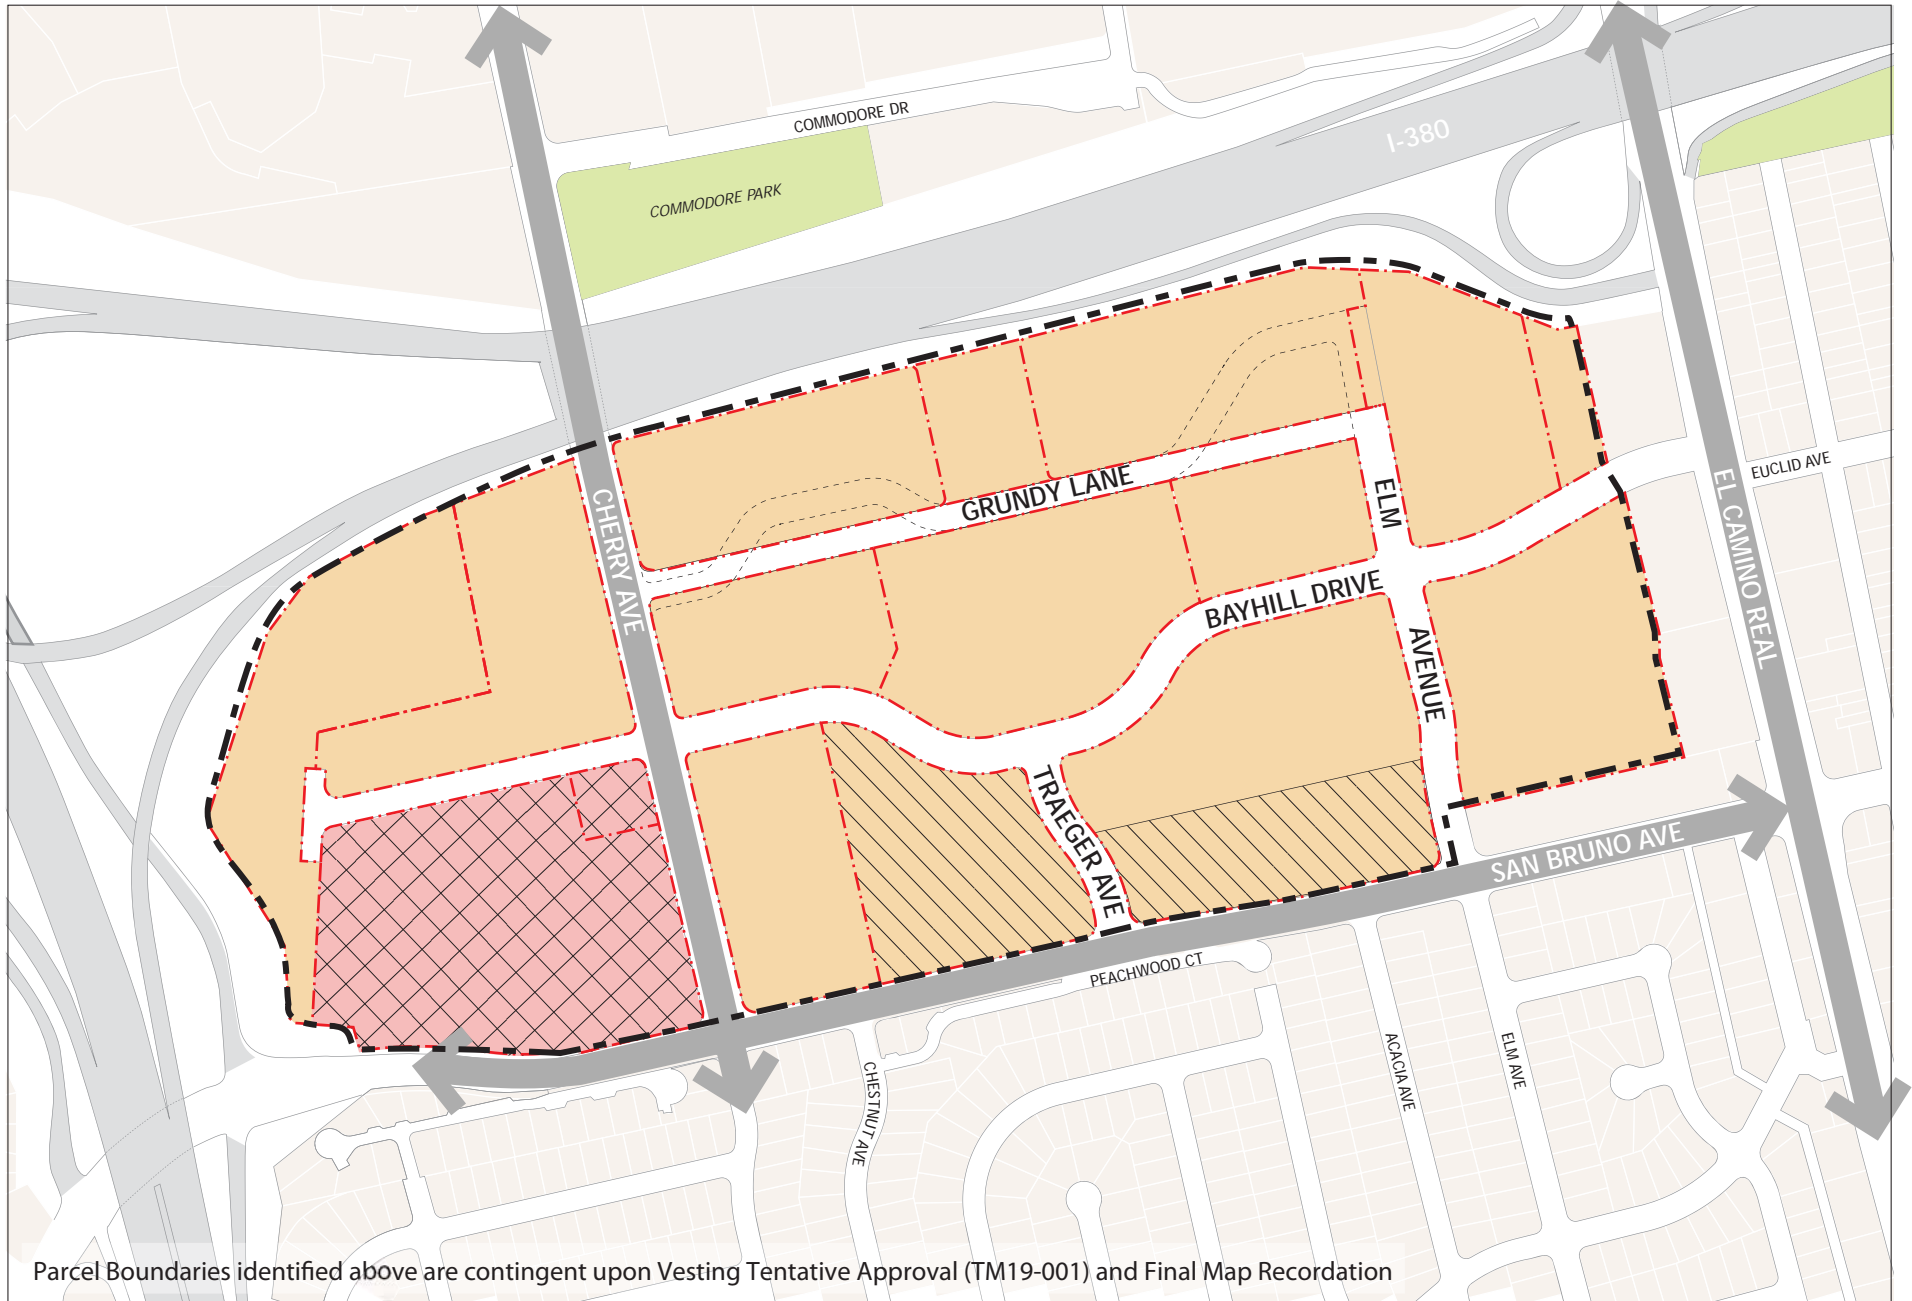 COMMODORE DR
I-380
COMMODORE PARK
EUCLID AVE
GRUNDY LANE
ELM
CHERRY AVE
EL CAMINO REAL
BAYHILL DRIVE
AVENUE
TRAEGER AVE
SAN BRUNO AVE
PEACHWOOD CT
CHESTNUT AVE
ACACIA AVE
ELM AVE
Parcel Boundaries identified above are contingent upon Vesting Tentative Approval (TM19-001) and Final Map Recordation